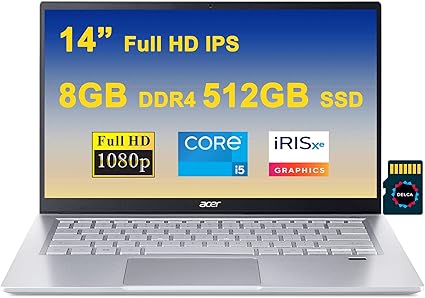 14” Full HD IPS
8GB DDR4 512GB SSD
Full HD
1080p
CORE
i5
iRIS Xe
GRAPHICS
acer
DELCA